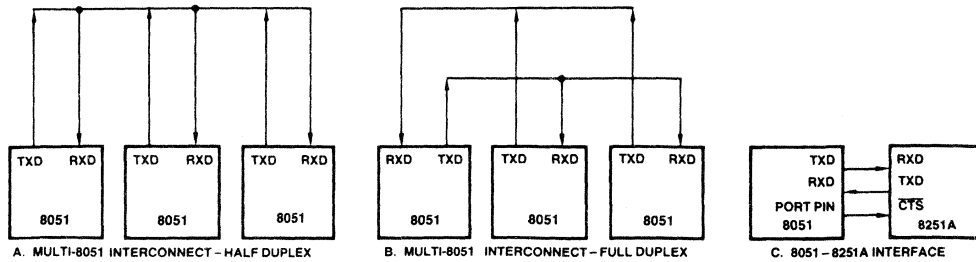 TXD RXD TXD RXD TXD RXD
8051 8051 8051
A. MULTI-8051 INTERCONNECT – HALF DUPLEX
RXD TXD TXD RXD TXD RXD
8051 8051 8051
B. MULTI-8051 INTERCONNECT – FULL DUPLEX
TXD RXD
RXD TXD
PORT PIN CTS
8051 8251A
C. 8051 – 8251A INTERFACE